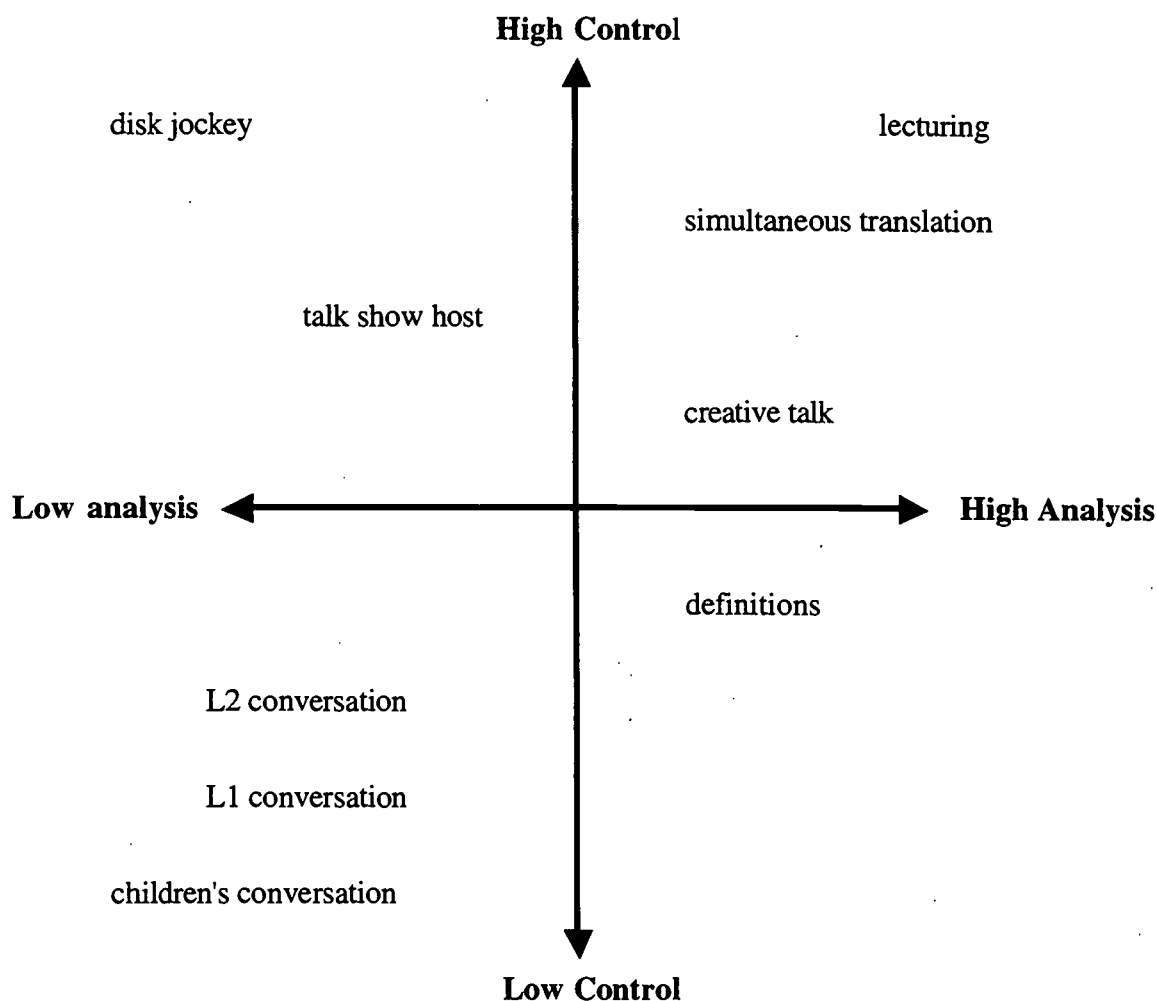 High Control
disk jockey
lecturing
simultaneous translation
talk show host
creative talk
Low analysis
High Analysis
definitions
L2 conversation
L1 conversation
children's conversation
Low Control